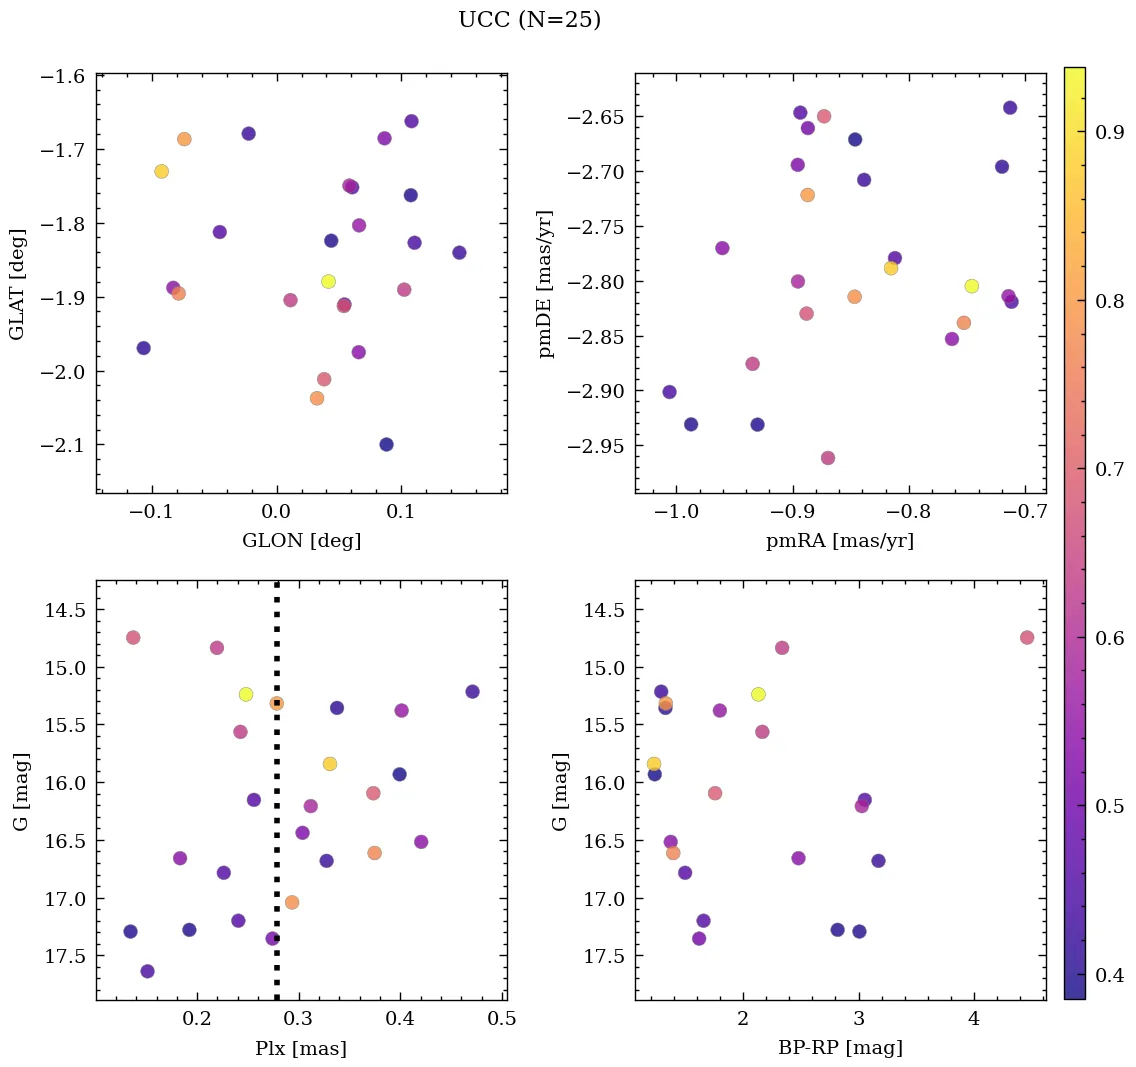 UCC (N=25)
−1.6
−1.7
−1.8
−1.9
−2.0
−2.1
GLAT [deg]
−0.1 0.0 0.1
GLON [deg]
−2.65
−2.70
−2.75
−2.80
−2.85
−2.90
−2.95
pmDE [mas/yr]
−1.0 −0.9 −0.8 −0.7
pmRA [mas/yr]
14.5
15.0
15.5
16.0
16.5
17.0
17.5
G [mag]
0.2 0.3 0.4 0.5
Plx [mas]
14.5
15.0
15.5
16.0
16.5
17.0
17.5
G [mag]
2 3 4
BP-RP [mag]
0.9
0.8
0.7
0.6
0.5
0.4